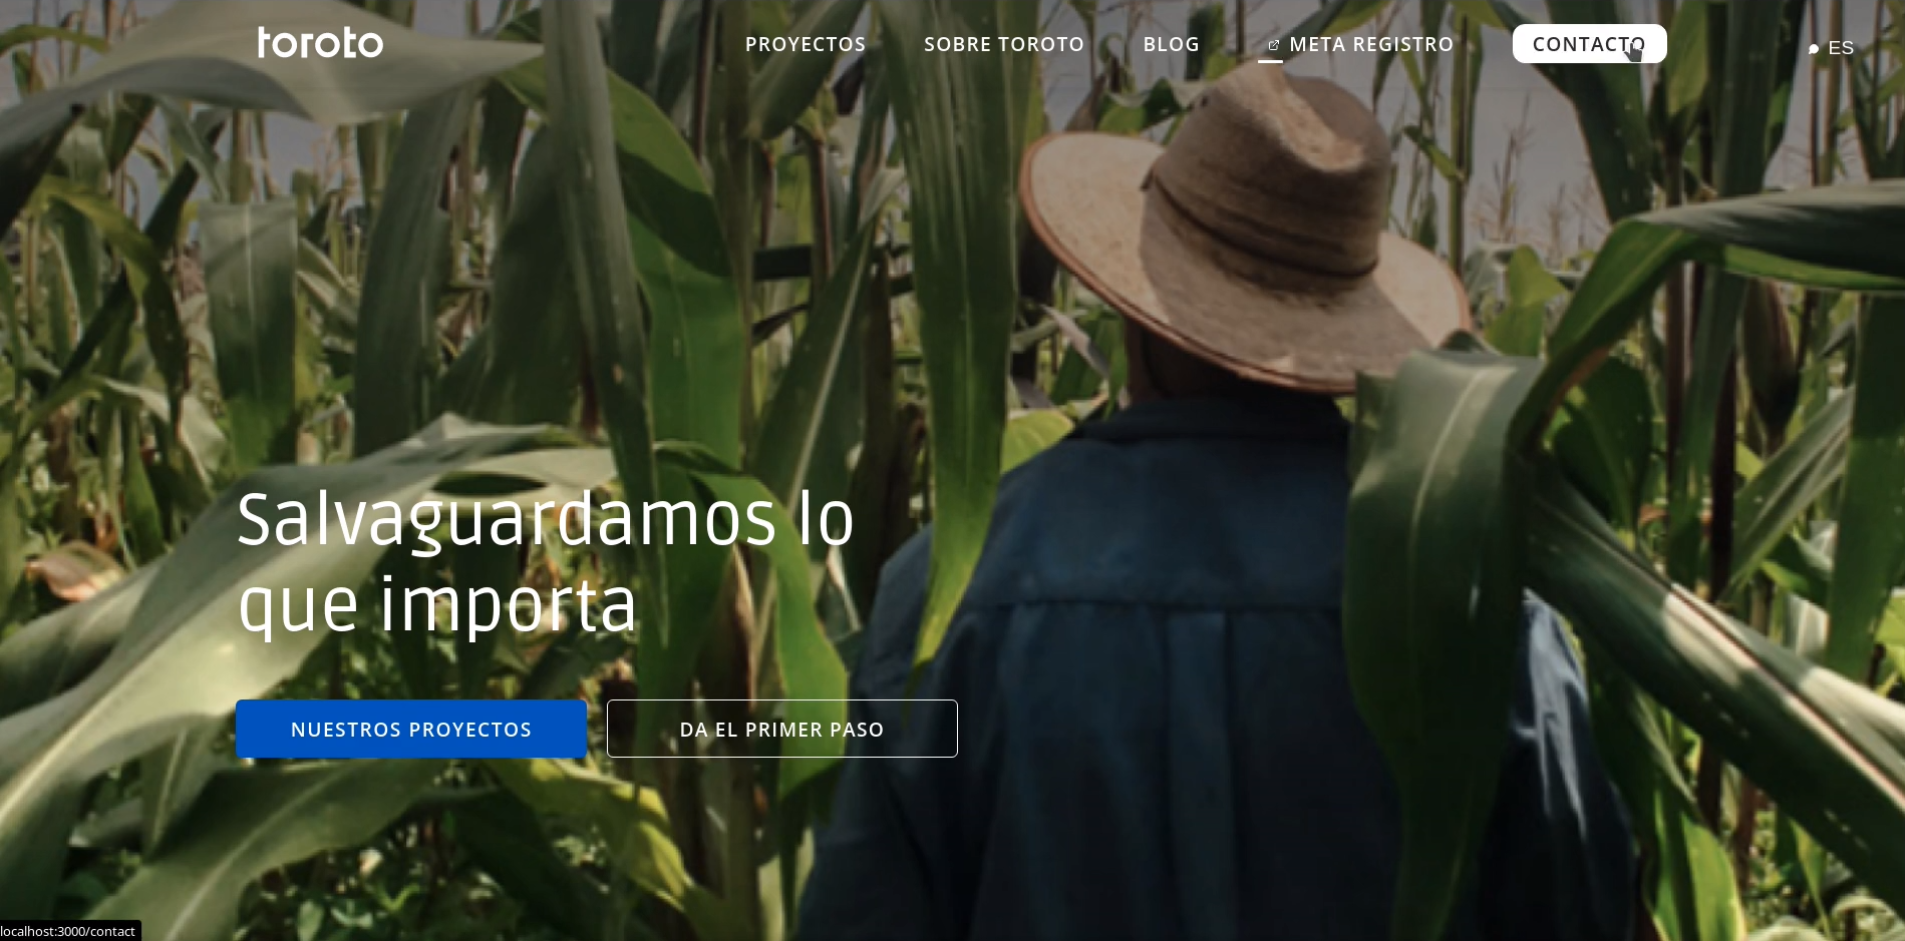 toroto
PROYECTOS
SOBRE TOROTO
BLOG
META REGISTRO
CONTACTO
ES
Salvaguardamos lo
que importa
NUESTROS PROYECTOS
DA EL PRIMER PASO
localhost:3000/contact